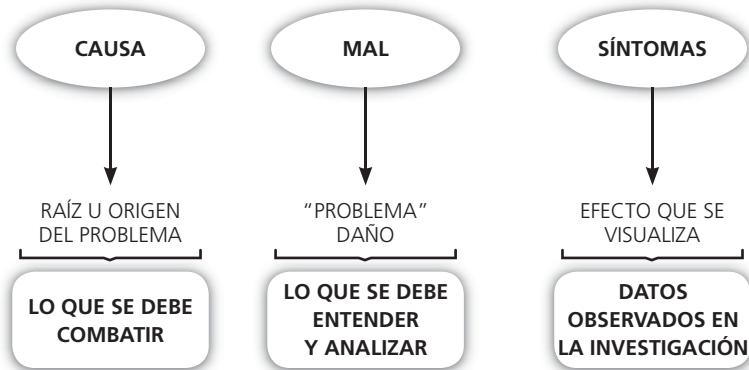 CAUSA
MAL
SÍNTOMAS
RAÍZ U ORIGEN
DEL PROBLEMA
“PROBLEMA”
DAÑO
EFECTO QUE SE
VISUALIZA
LO QUE SE DEBE
COMBATIR
LO QUE SE DEBE
ENTENDER
Y ANALIZAR
DATOS
OBSERVADOS EN
LA INVESTIGACIÓN